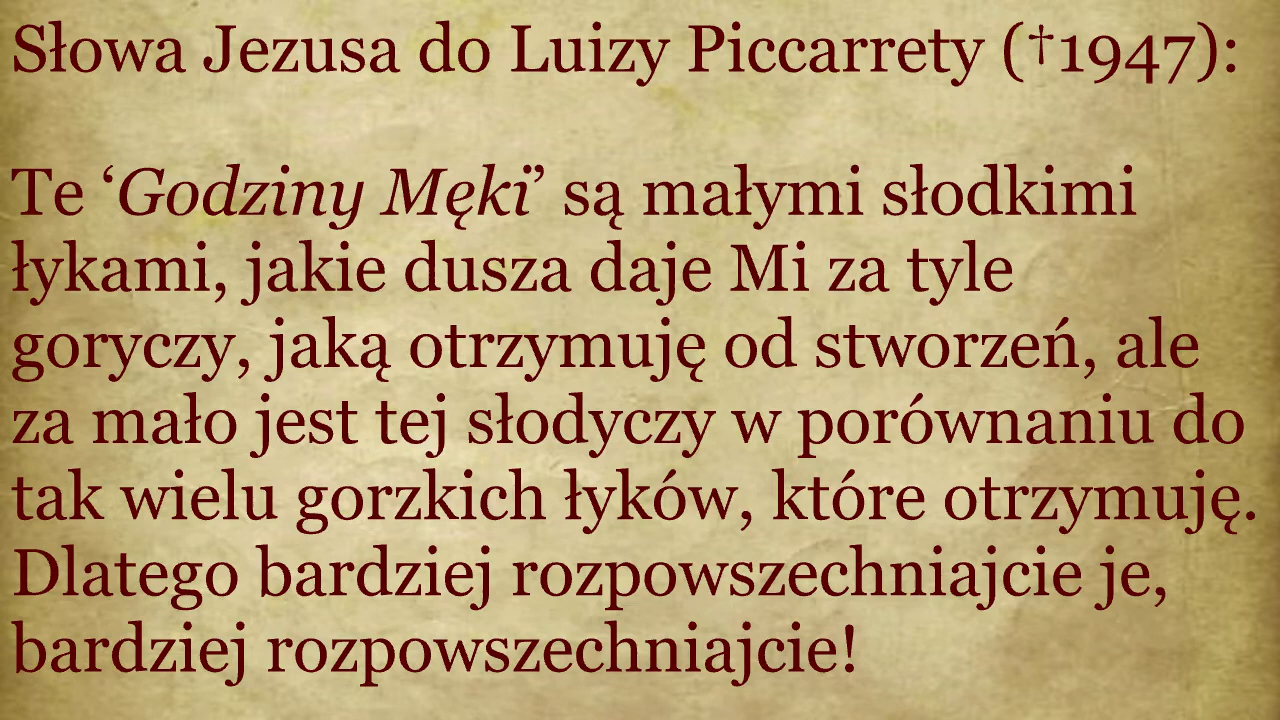 Słowa Jezusa do Luizy Piccarrety (†1947):
Te ‘Godziny Męki’ są małymi słodkimi
łykami, jakie dusza daje Mi za tyle
goryczy, jaką otrzymuję od stworzeń, ale
za mało jest tej słodyczy w porównaniu do
tak wielu gorzkich łyków, które otrzymuję.
Dlatego bardziej rozpowszechniajcie je,
bardziej rozpowszechniajcie!